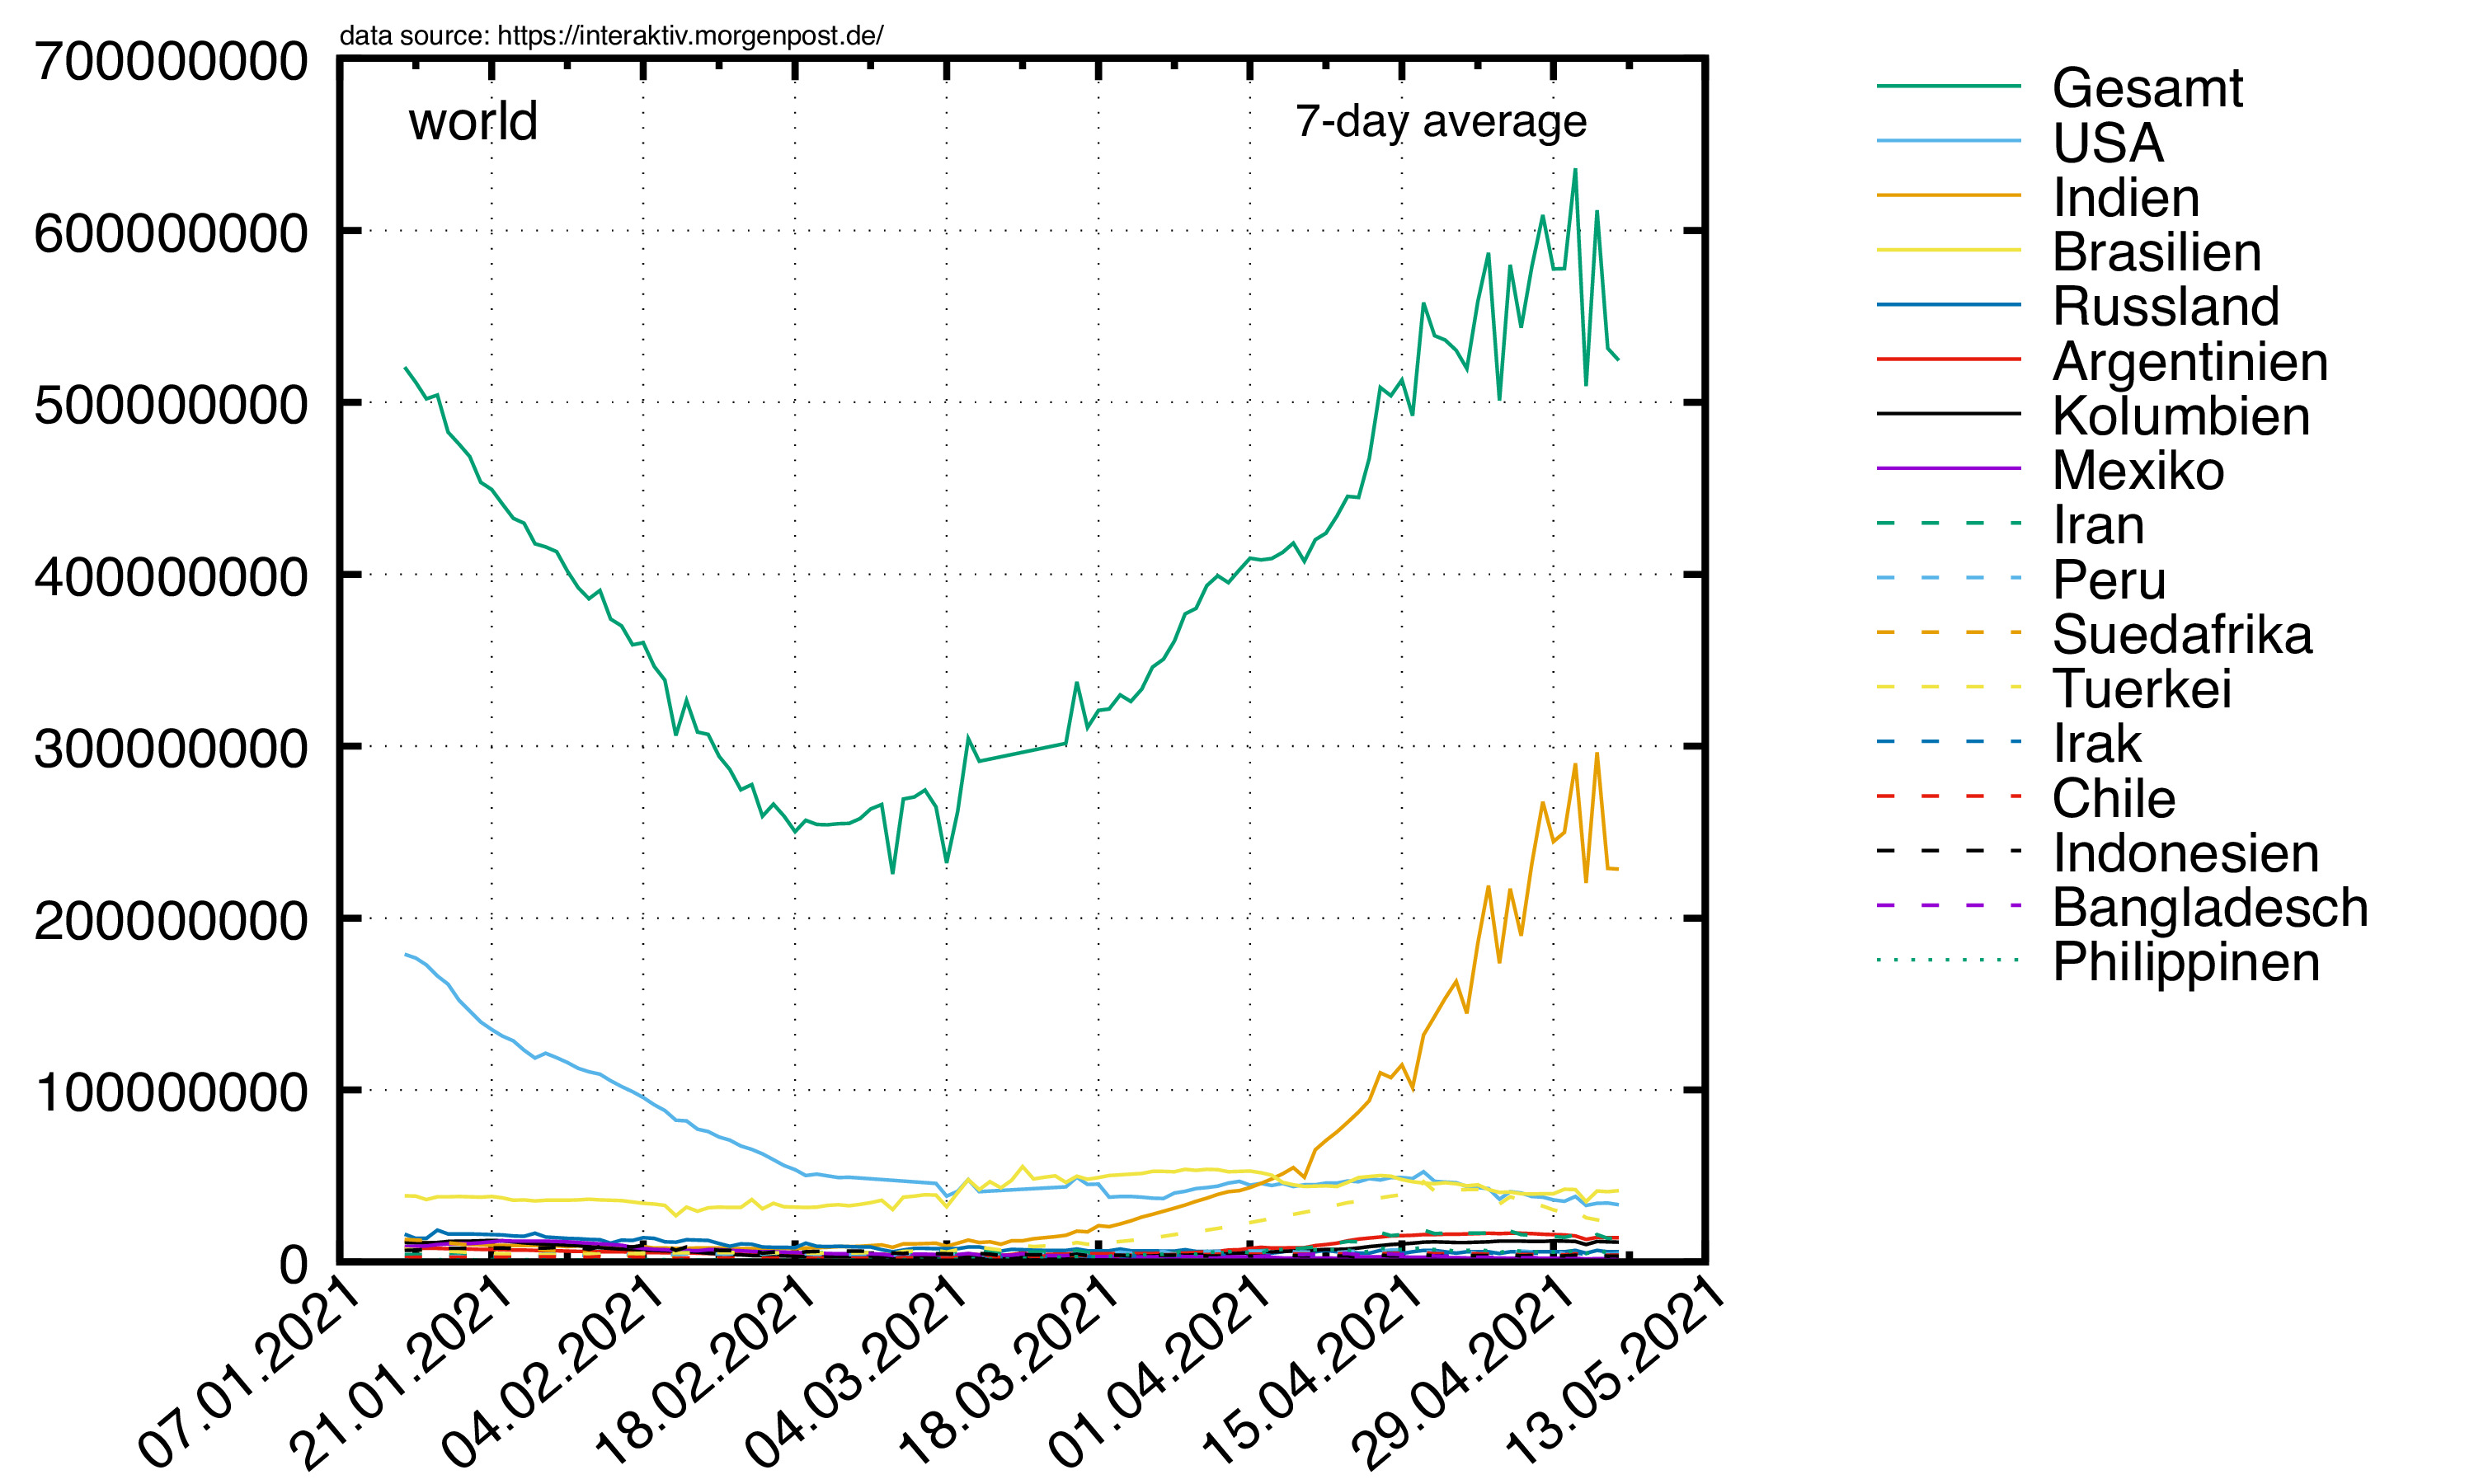 data source: https://interaktiv.morgenpost.de/
700000000
600000000
500000000
400000000
300000000
200000000
100000000
0
world
7-day average
07.01.2021
21.01.2021
04.02.2021
18.02.2021
04.03.2021
18.03.2021
01.04.2021
15.04.2021
29.04.2021
13.05.2021
Gesamt
USA
Indien
Brasilien
Russland
Argentinien
Kolumbien
Mexiko
Iran
Peru
Suedafrika
Tuerkei
Irak
Chile
Indonesien
Bangladesch
Philippinen